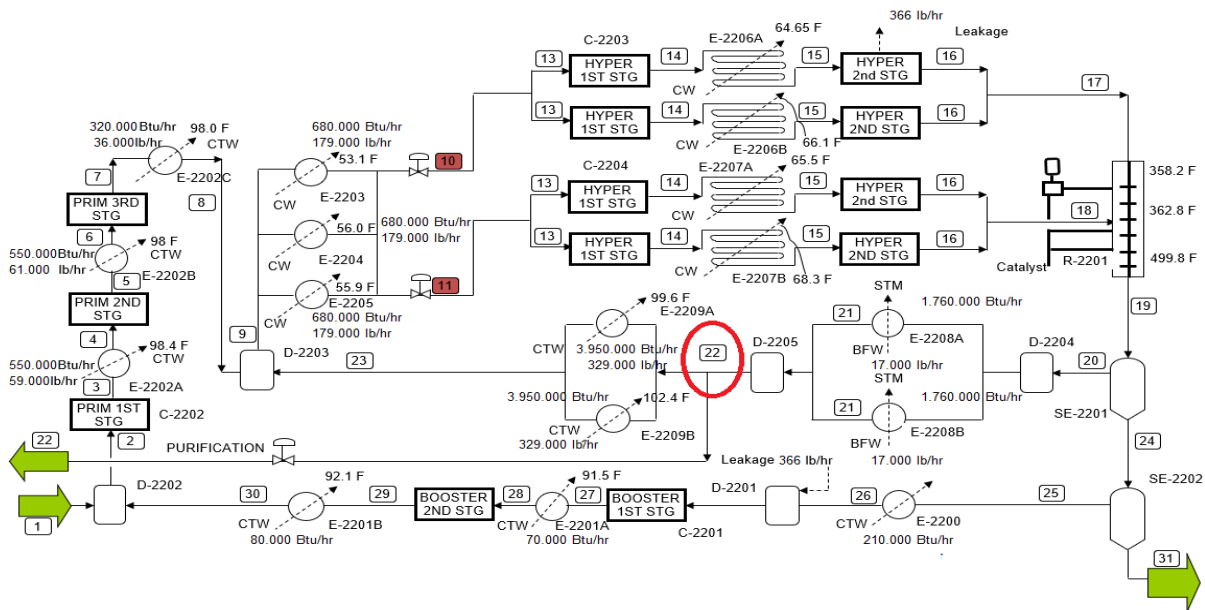 366 lb/hr
Leakage
64.65 F
C-2203
E-2206A
13
HYPER
1ST STG
14
CW
15
HYPER
2nd STG
16
17
13
HYPER
1ST STG
14
CW
15
HYPER
2ND STG
16
E-2206B
66.1 F
C-2204
E-2207A
65.5 F
13
HYPER
1ST STG
14
CW
15
HYPER
2nd STG
16
13
HYPER
1ST STG
14
CW
15
HYPER
2ND STG
16
E-2207B
68.3 F
18
Catalyst
R-2201
358.2 F
362.8 F
499.8 F
320.000Btu/hr
36.000lb/hr
98.0 F
CTW
E-2202C
7
8
PRIM 3RD
STG
6
550.000Btu/hr
61.000 lb/hr
98 F
CTW
E-2202B
5
PRIM 2ND
STG
4
550.000Btu/hr
59.000lb/hr
98.4 F
CTW
E-2202A
3
PRIM 1ST
STG
C-2202
2
680.000 Btu/hr
179.000 lb/hr
53.1 F
CW
E-2203
10
56.0 F
CW
E-2204
680.000 Btu/hr
179.000 lb/hr
55.9 F
CW
E-2205
11
680.000 Btu/hr
179.000 lb/hr
9
D-2203
23
99.6 F
E-2209A
CTW
3.950.000 Btu/hr
329.000 lb/hr
3.950.000 Btu/hr
102.4 F
CTW
E-2209B
329.000 lb/hr
22
D-2205
STM
1.760.000 Btu/hr
21
E-2208A
BFW
17.000 lb/hr
STM
1.760.000 Btu/hr
21
E-2208B
BFW
17.000 lb/hr
D-2204
20
19
SE-2201
24
22
PURIFICATION
1
D-2202
30
92.1 F
CTW
E-2201B
80.000 Btu/hr
29
BOOSTER
2ND STG
28
91.5 F
CTW
E-2201A
70.000 Btu/hr
27
BOOSTER
1ST STG
C-2201
Leakage 366 lb/hr
D-2201
26
CTW
E-2200
210.000 Btu/hr
25
SE-2202
31